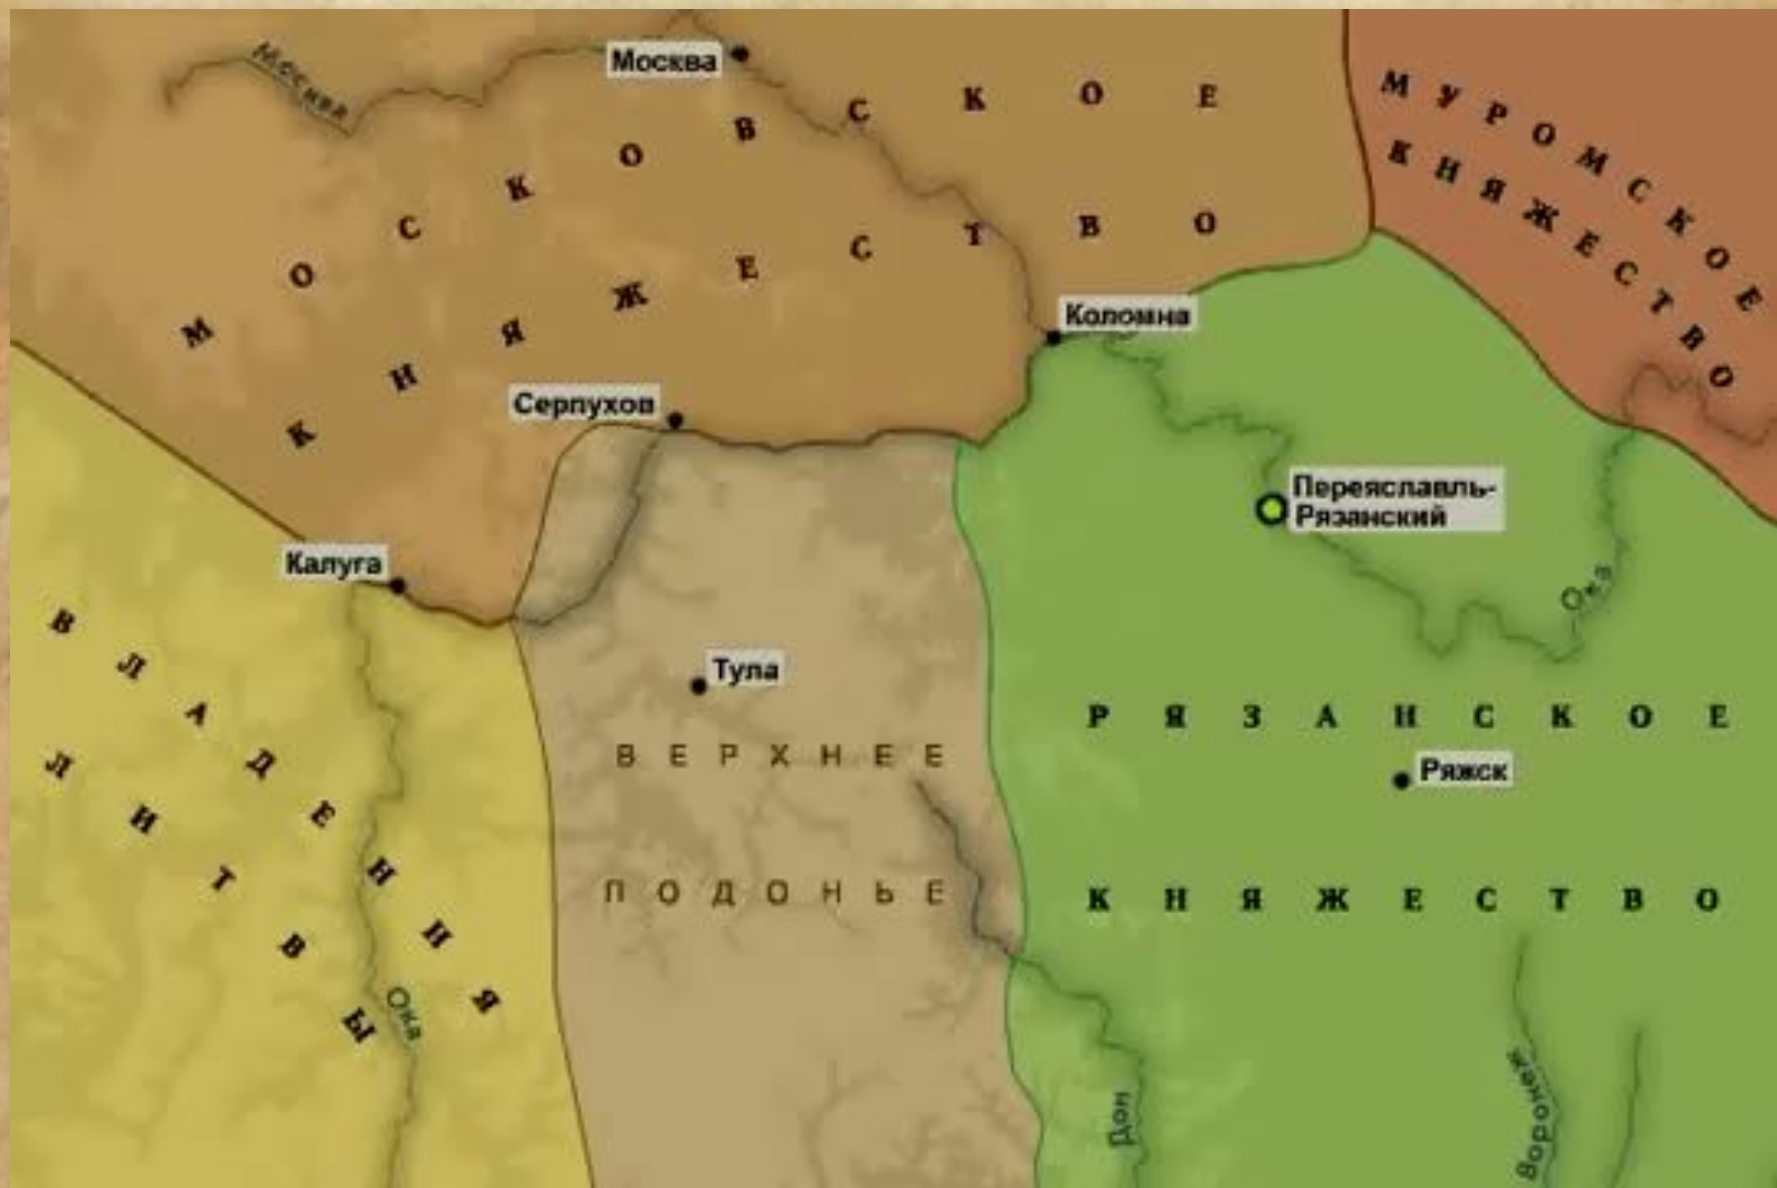 Москва
Москва
МОСКОВСКОЕ
КНЯЖЕСТВО
МУРОМСКОЕ
КНЯЖЕСТВО
Коломна
Серпухов
Переяславль-
Рязанский
Калуга
Ока
Тула
ВЕРХНЕЕ
ПОДОНЬЕ
РЯЗАНСКОЕ
Ряжск
КНЯЖЕСТВО
ВЛАДЕНИЯ
ЛИТВЫ
Ока
Дон
Воронеж